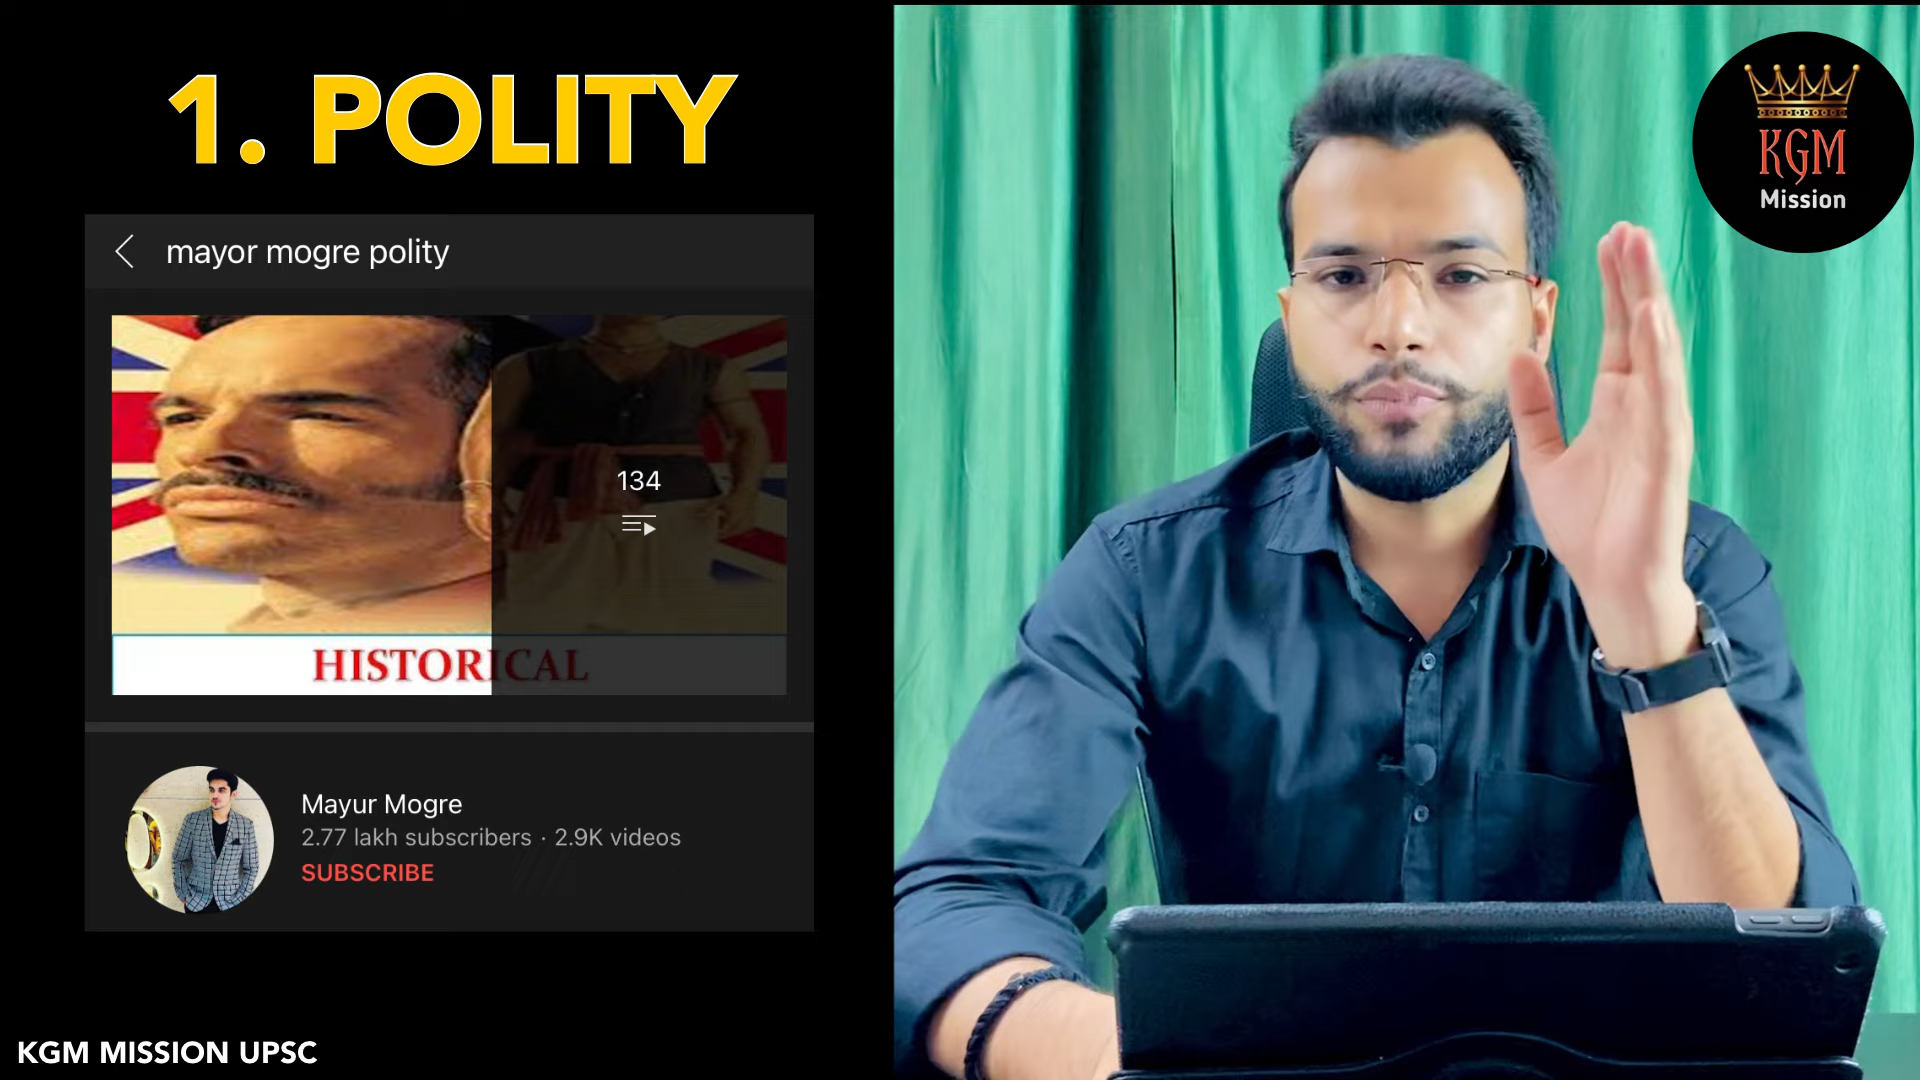 1. POLITY
mayor mogre polity
134
HISTORICAL
Mayur Mogre
2.77 lakh subscribers · 2.9K videos
SUBSCRIBE
KGM MISSION UPSC
KGM
Mission